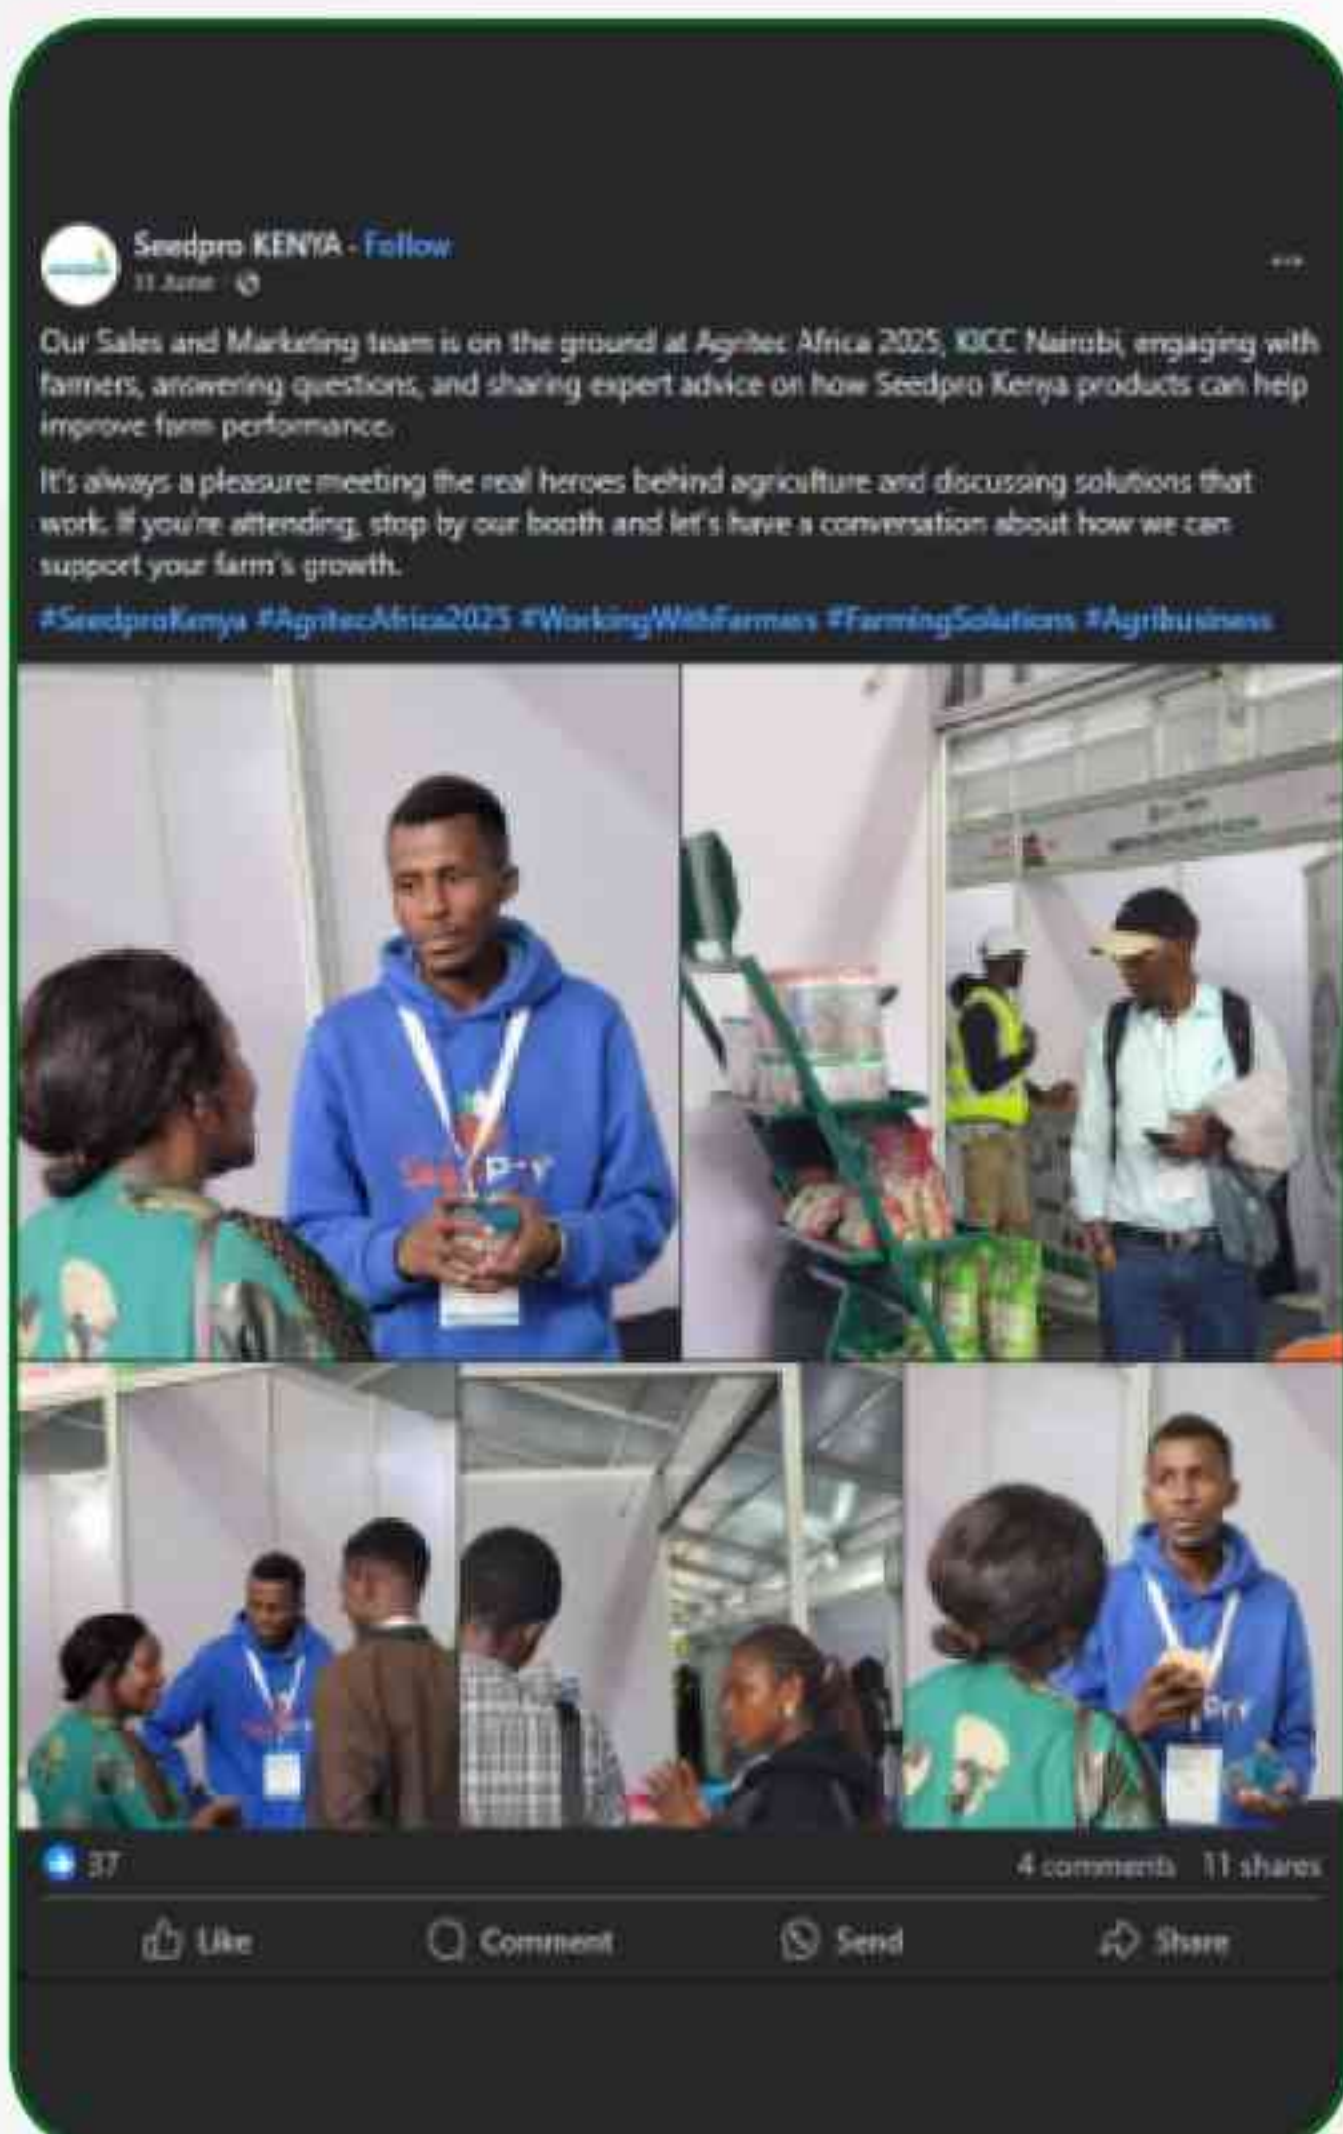 Seedpro KENYA - Follow
11 June
Our Sales and Marketing team is on the ground at Agritec Africa 2025, KICC Nairobi, engaging with
farmers, answering questions, and sharing expert advice on how Seedpro Kenya products can help
improve farm performance.
It's always a pleasure meeting the real heroes behind agriculture and discussing solutions that
work. If you're attending, stop by our booth and let's have a conversation about how we can
support your farm's growth.
#SeedproKenya #AgritecAfrica2025 #WorkingWithFarmers #FarmingSolutions #Agribusiness
37
4 comments 11 shares
Like Comment Send Share